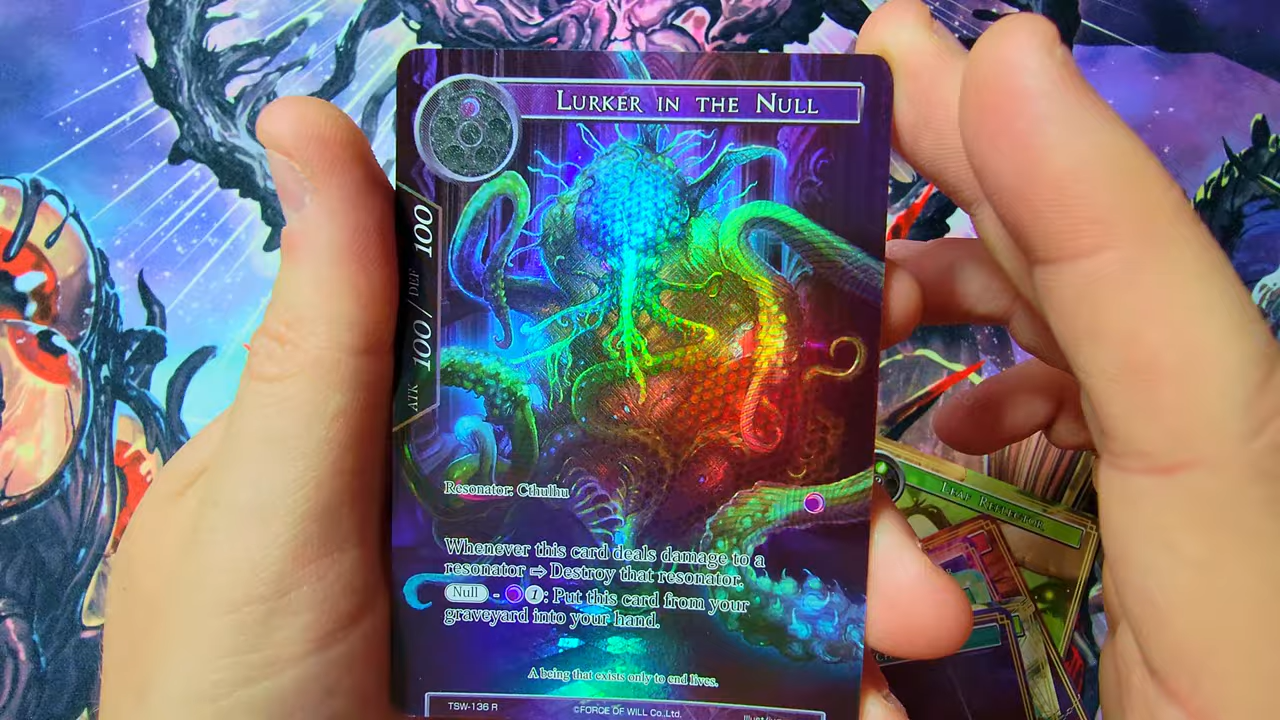 Lurker in the Null
ATK 100 / DEF 100
Resonator: Cthulhu
Whenever this card deals damage to a
resonator ⇨ Destroy that resonator.
Null - 1: Put this card from your
graveyard into your hand.
A being that exists only to end lives.
TSW-136 R
©FORCE OF WILL Co.,Ltd.
Leaf Reflector